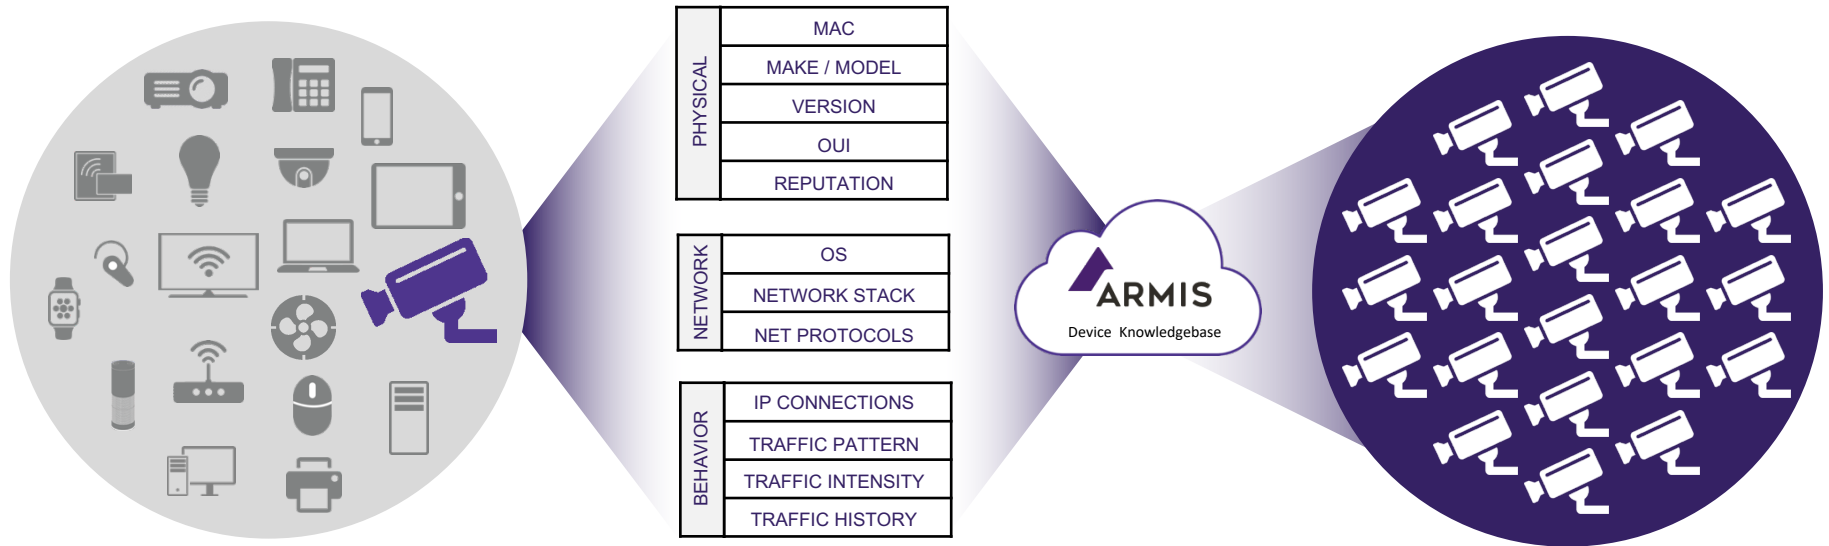 PHYSICAL
MAC
MAKE / MODEL
VERSION
OUI
REPUTATION
NETWORK
OS
NETWORK STACK
NET PROTOCOLS
BEHAVIOR
IP CONNECTIONS
TRAFFIC PATTERN
TRAFFIC INTENSITY
TRAFFIC HISTORY
ARMIS
Device Knowledgebase